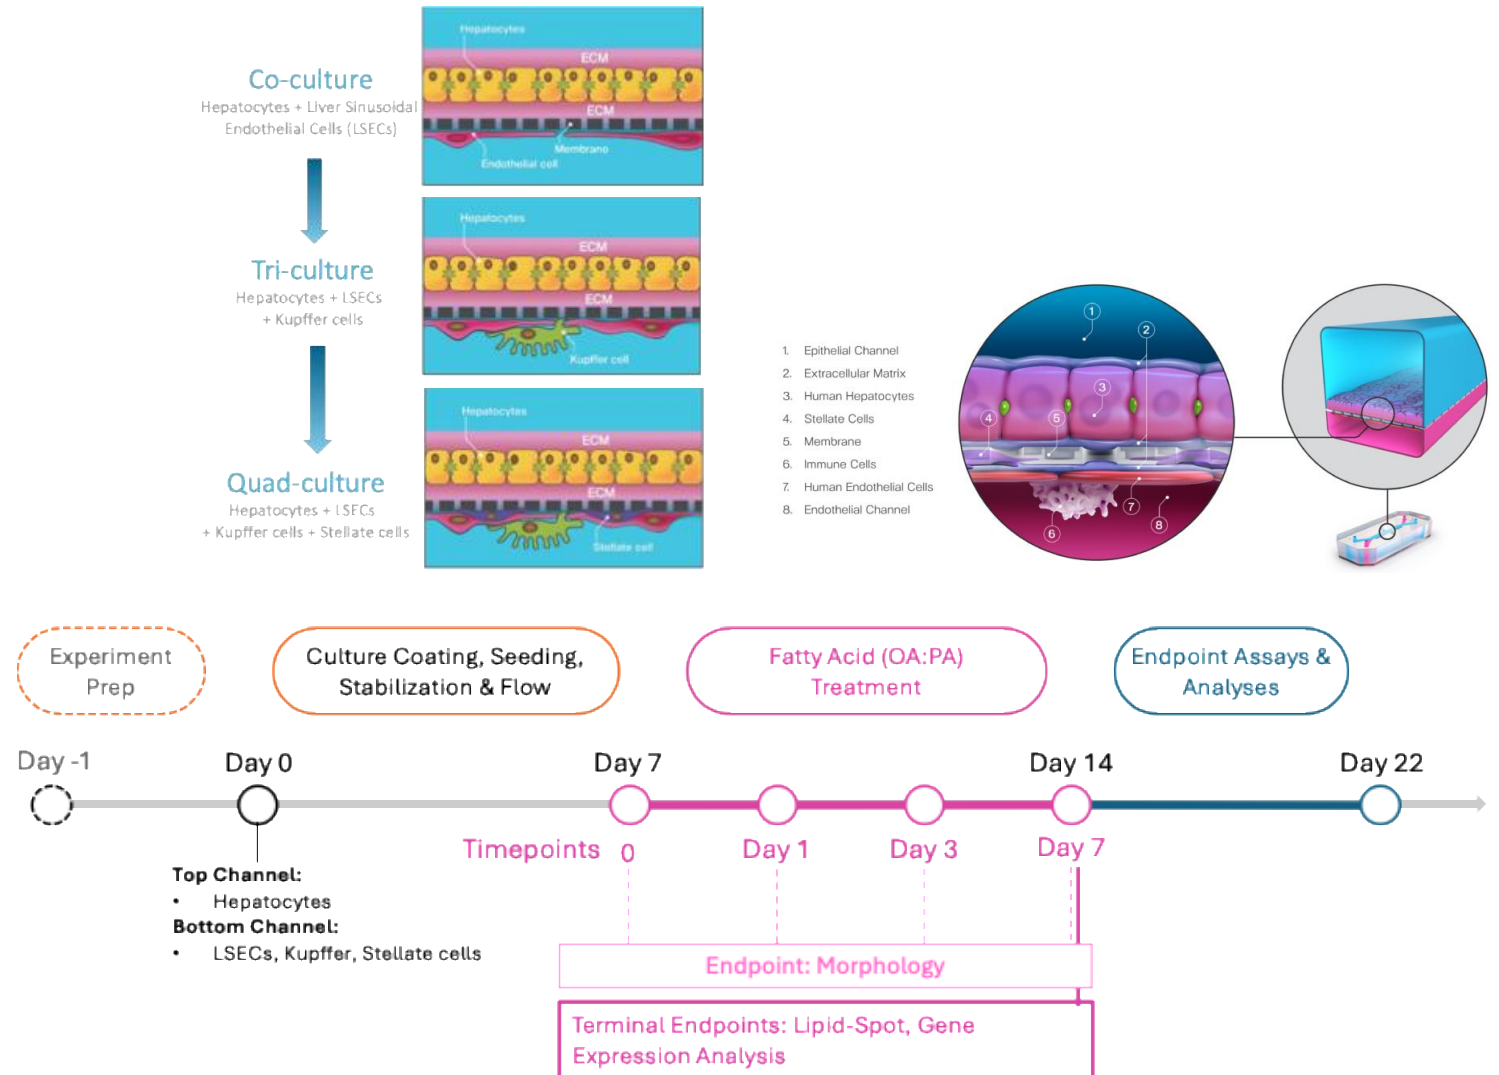 Co-culture
Hepatocytes + Liver Sinusoidal
Endothelial Cells (LSECs)
Hepatocytes
ECM
ECM
Membrane
Endothelial cell
Tri-culture
Hepatocytes + LSECs
+ Kupffer cells
Hepatocytes
ECM
ECM
Kupffer cell
Quad-culture
Hepatocytes + LSECs
+ Kupffer cells + Stellate cells
Hepatocytes
ECM
ECM
Stellate cell
1. Epithelial Channel
2. Extracellular Matrix
3. Human Hepatocytes
4. Stellate Cells
5. Membrane
6. Immune Cells
7. Human Endothelial Cells
8. Endothelial Channel
1
2
3
4
5
6
7
8
Experiment
Prep
Culture Coating, Seeding,
Stabilization & Flow
Fatty Acid (OA:PA)
Treatment
Endpoint Assays &
Analyses
Day -1
Day 0
Day 7
Day 14
Day 22
Timepoints
0
Day 1
Day 3
Day 7
Top Channel:
• Hepatocytes
Bottom Channel:
• LSECs, Kupffer, Stellate cells
Endpoint: Morphology
Terminal Endpoints: Lipid-Spot, Gene
Expression Analysis